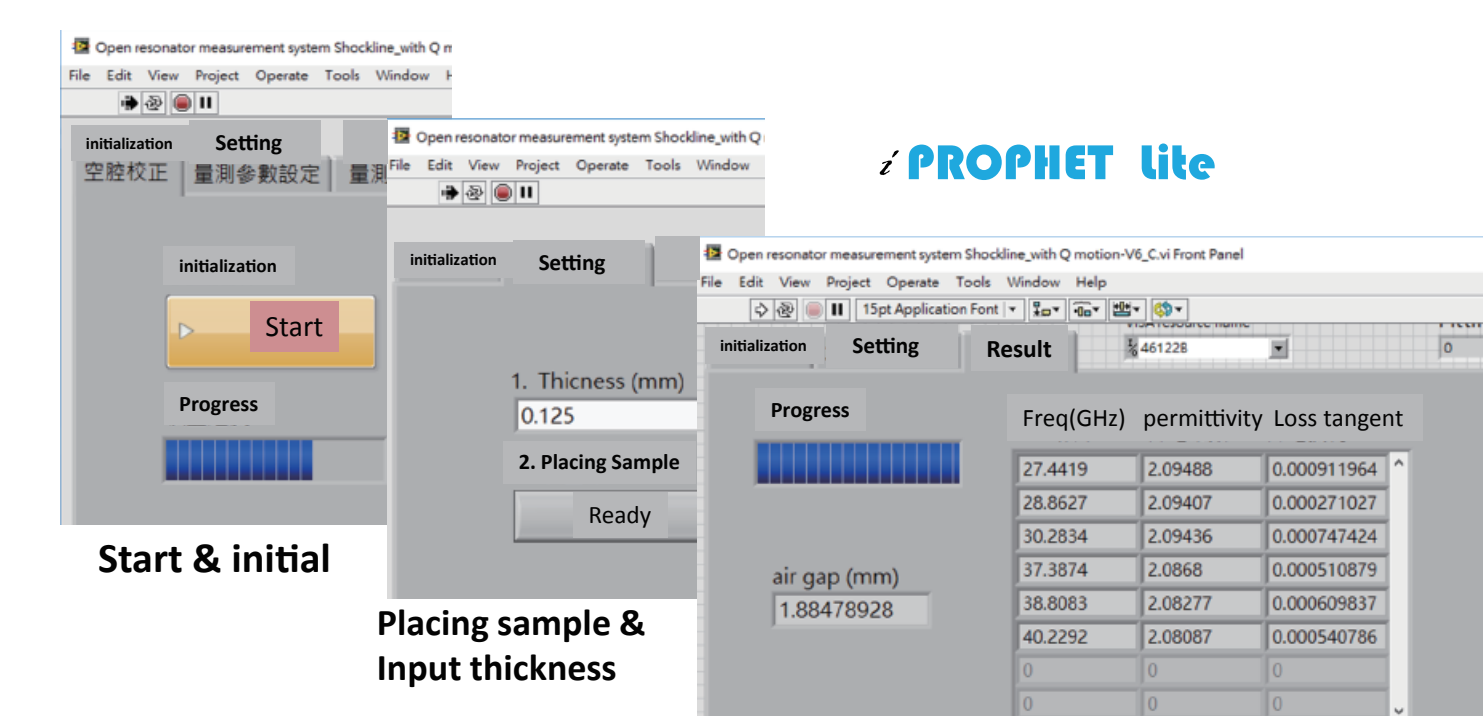 Open resonator measurement system Shockline_with Q m
File Edit View Project Operate Tools Window H
initialization Setting
空腔校正 量測參數設定 量測
initialization
Start
Progress
Start & initial
Open resonator measurement system Shockline_with Q
File Edit View Project Operate Tools Window
initialization Setting
1. Thicness (mm)
0.125
2. Placing Sample
Ready
Placing sample &
Input thickness
i PROPHET Lite
Open resonator measurement system Shockline_with Q motion-V6_C.vi Front Panel
File Edit View Project Operate Tools Window Help
15pt Application Font
VISA resource name
461228
0
initialization Setting Result
Progress
air gap (mm)
1.88478928
Freq(GHz) permittivity Loss tangent
27.4419 2.09488 0.000911964
28.8627 2.09407 0.000271027
30.2834 2.09436 0.000747424
37.3874 2.0868 0.000510879
38.8083 2.08277 0.000609837
40.2292 2.08087 0.000540786
0 0 0
0 0 0